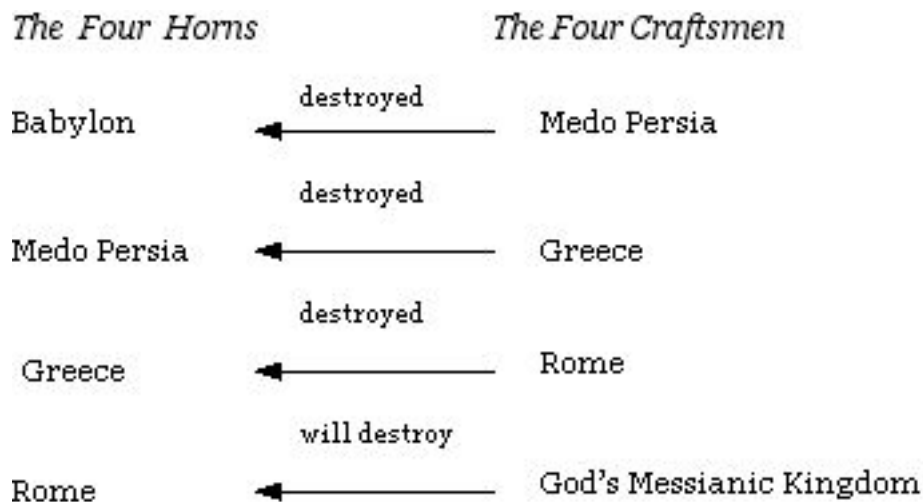 The Four Horns The Four Craftsmen
destroyed
Babylon Medo Persia
destroyed
Medo Persia Greece
destroyed
Greece Rome
will destroy
Rome God's Messianic Kingdom